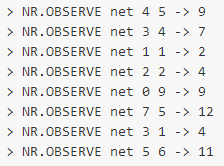 > NR.OBSERVE net 4 5 -> 9
> NR.OBSERVE net 3 4 -> 7
> NR.OBSERVE net 1 1 -> 2
> NR.OBSERVE net 2 2 -> 4
> NR.OBSERVE net 0 9 -> 9
> NR.OBSERVE net 7 5 -> 12
> NR.OBSERVE net 3 1 -> 4
> NR.OBSERVE net 5 6 -> 11